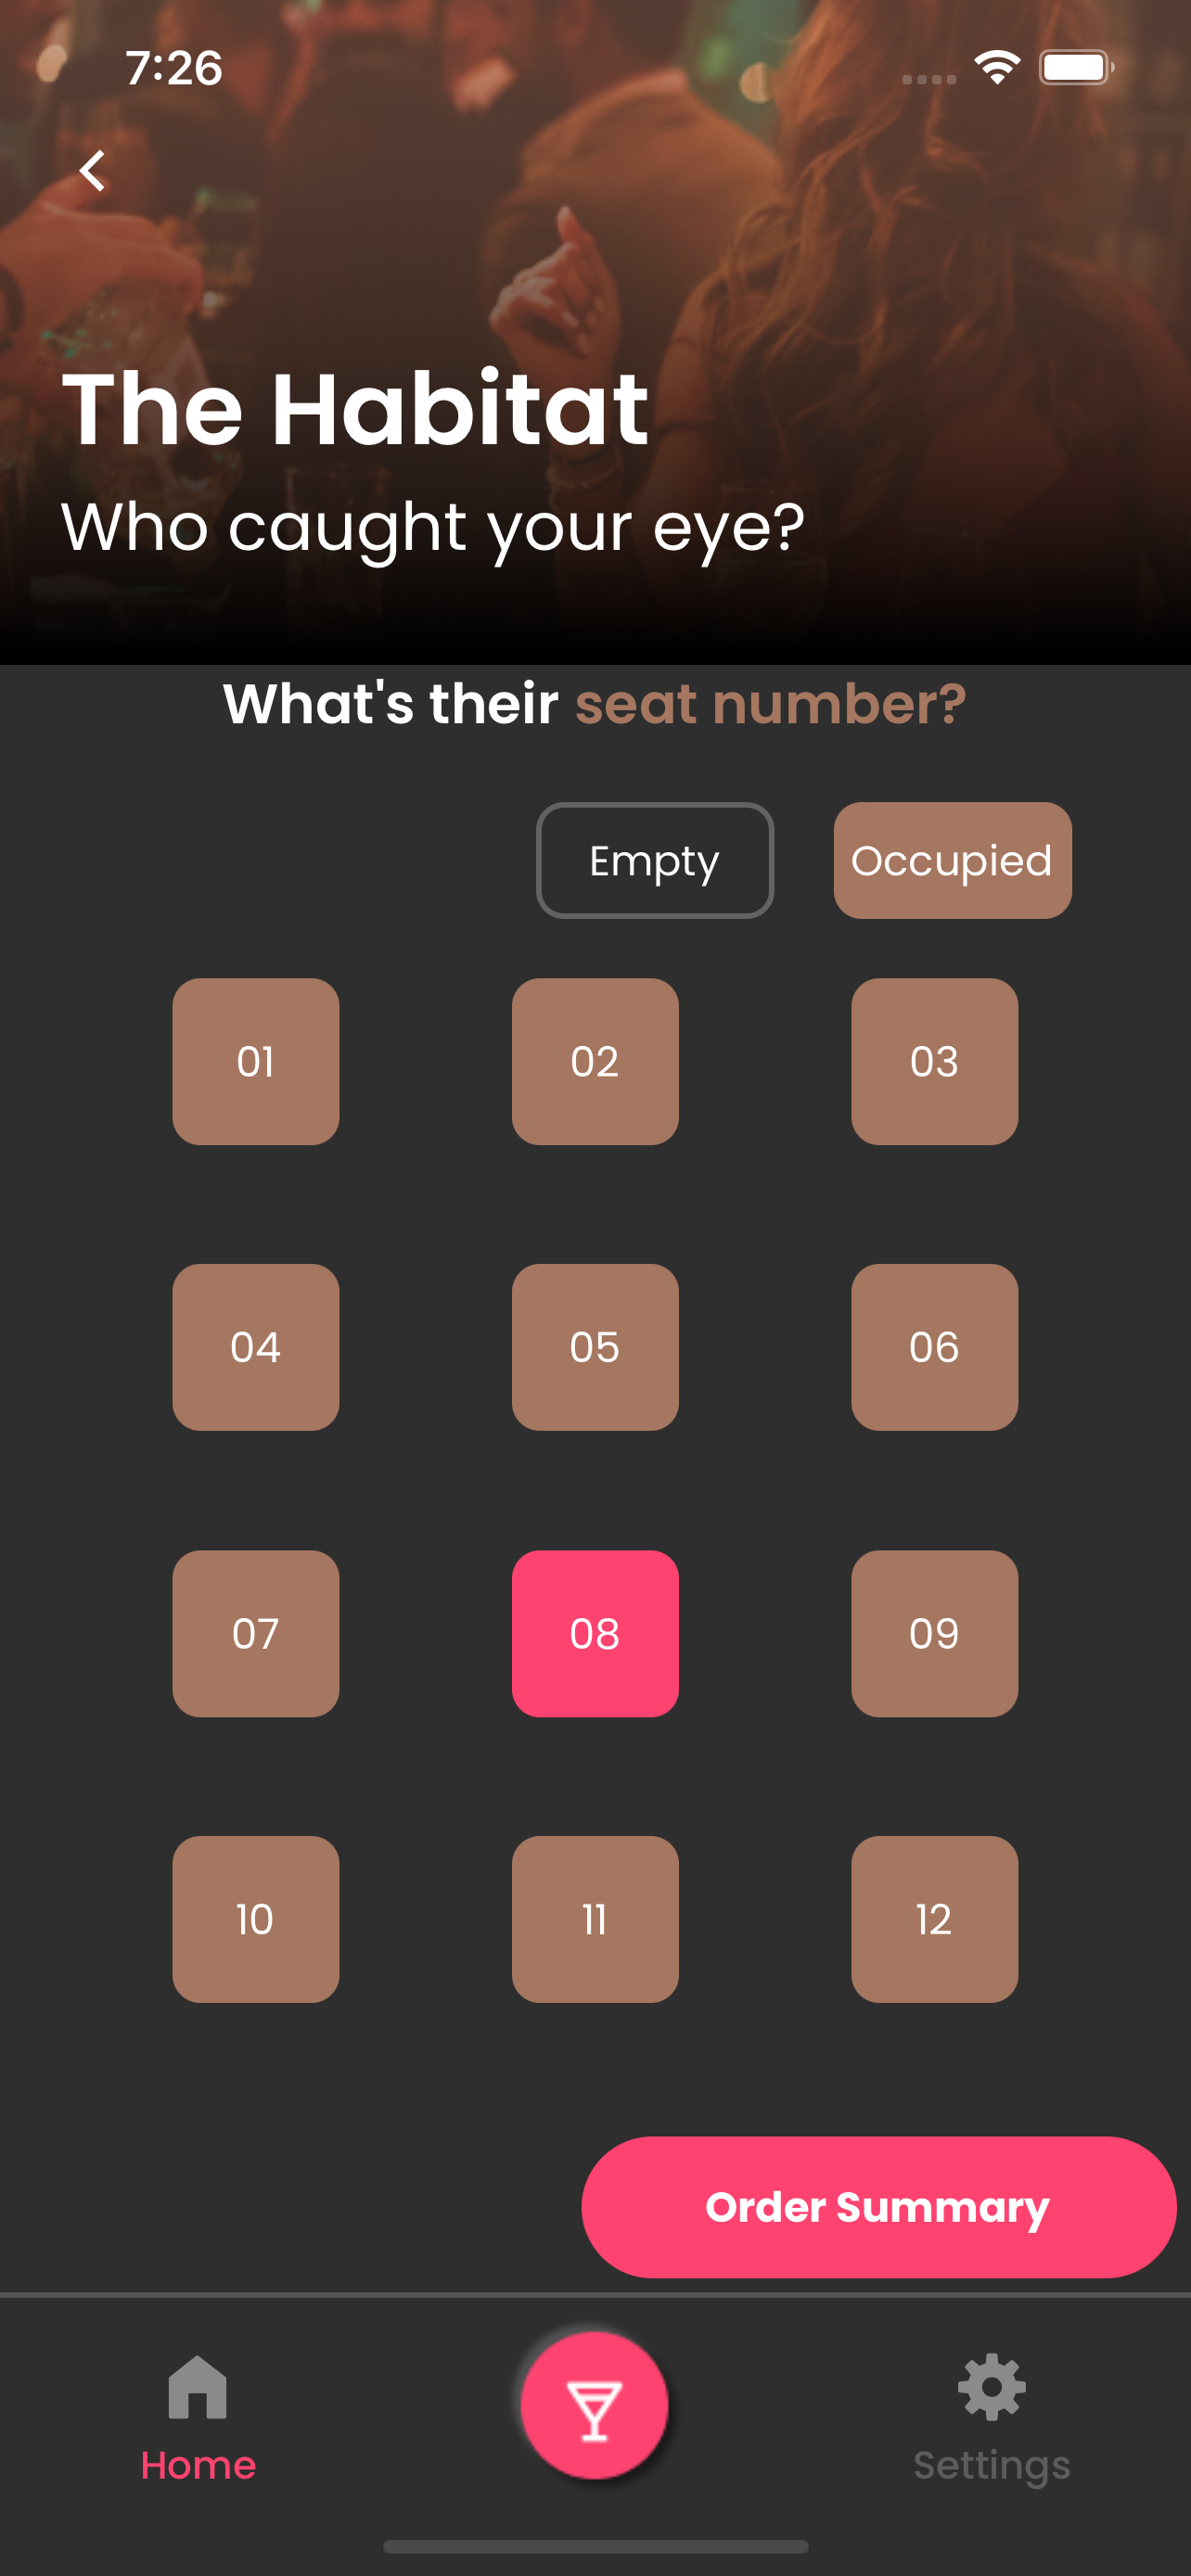 7:26
The Habitat
Who caught your eye?
What's their seat number?
Empty Occupied
01 02 03
04 05 06
07 08 09
10 11 12
Order Summary
Home Settings